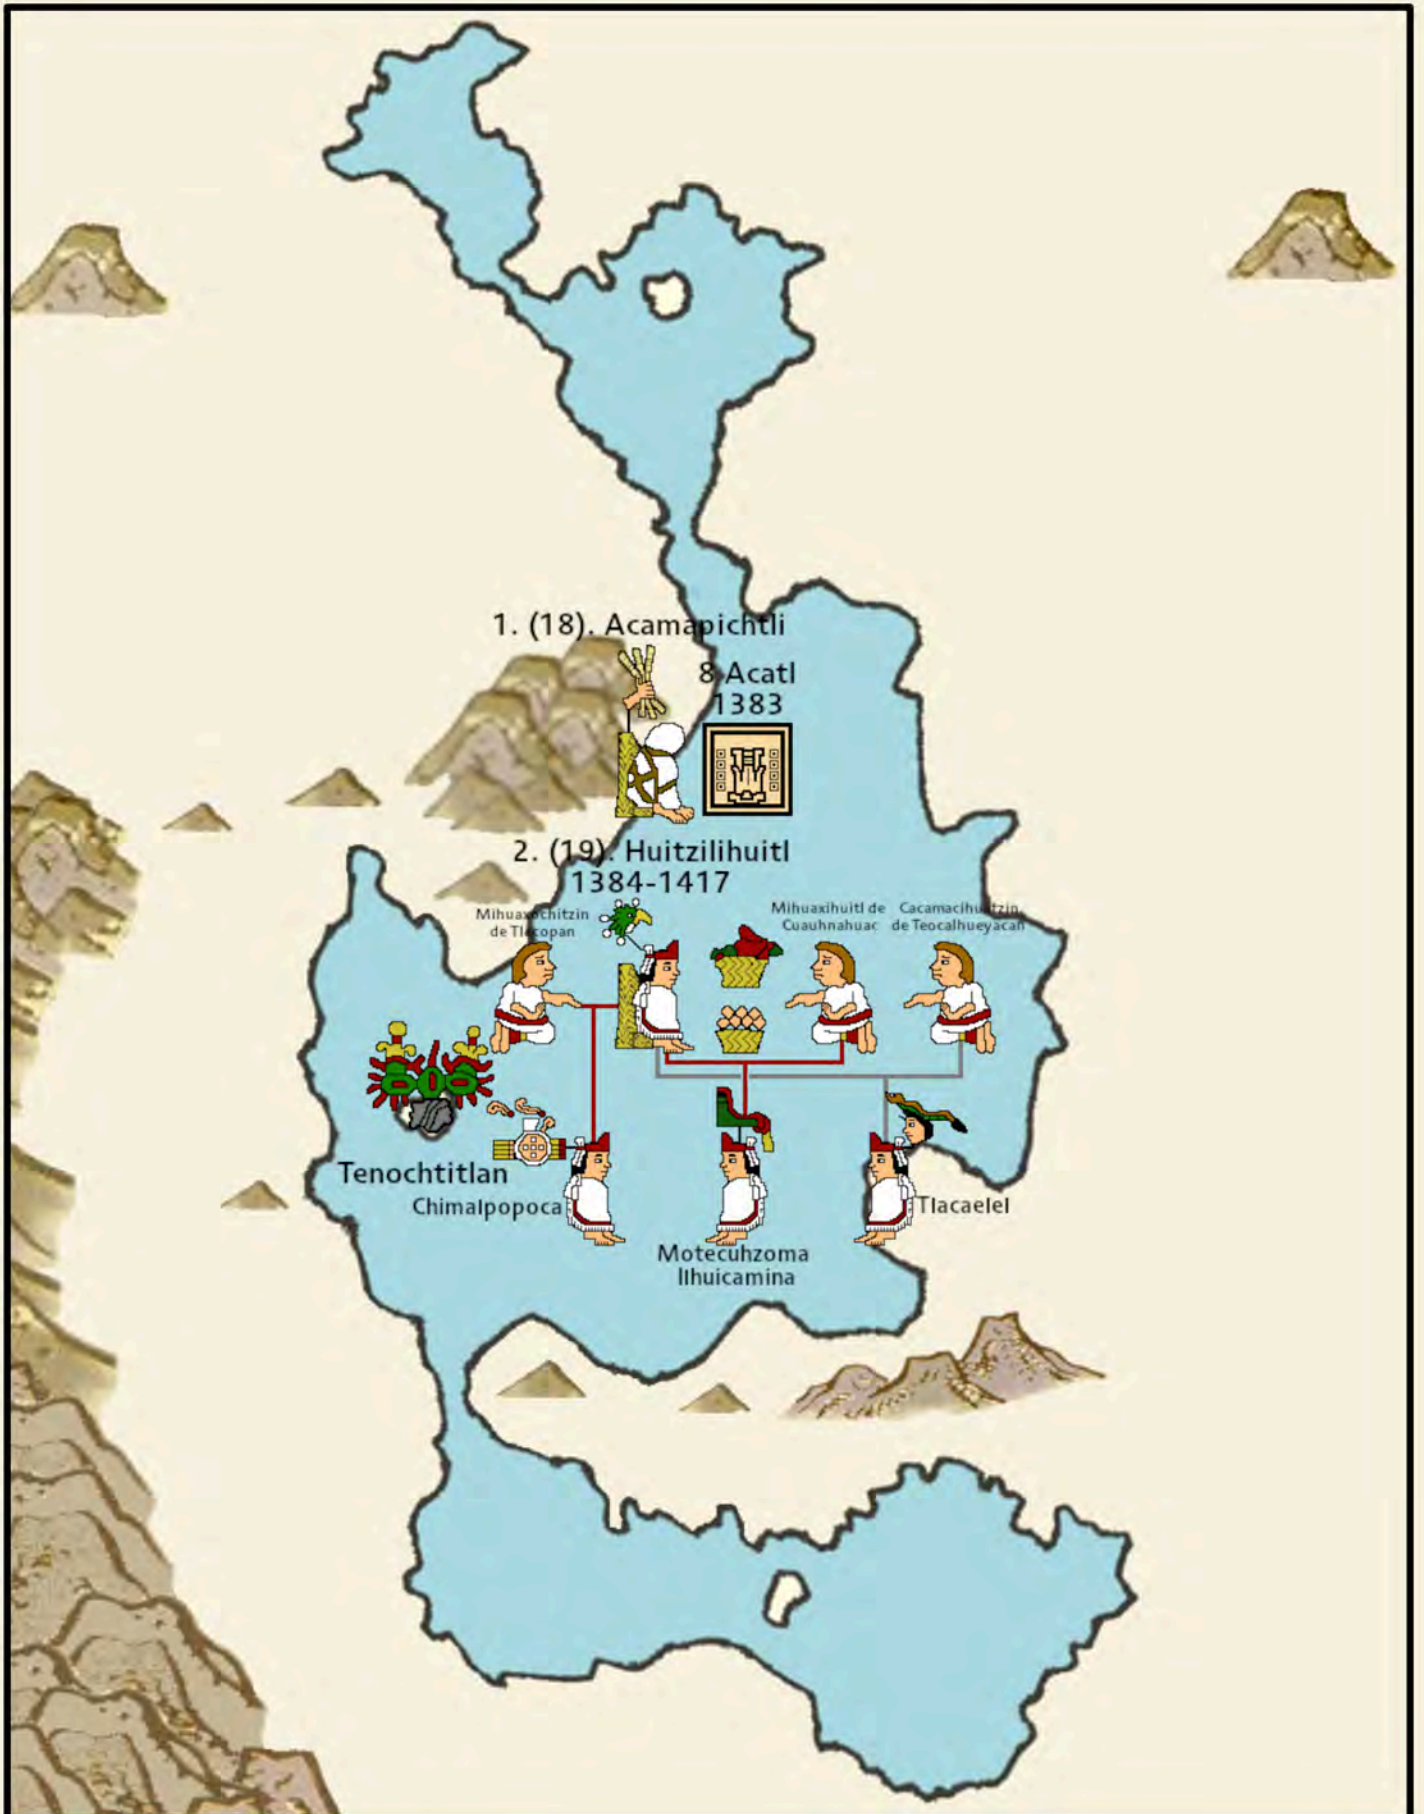 1. (18). Acamapichtli
8 Acatl
1383
2. (19). Huitzilihuitl
1384-1417
Mihuaxochitzin
de Tlacopan
Mihuaxihuitl de
Cuauhnahuac
Cacamacihuatzin
de Teocalhueyacan
Tenochtitlan
Chimalpopoca
Motecuhzoma
Ilhuicamina
Tlacaelel